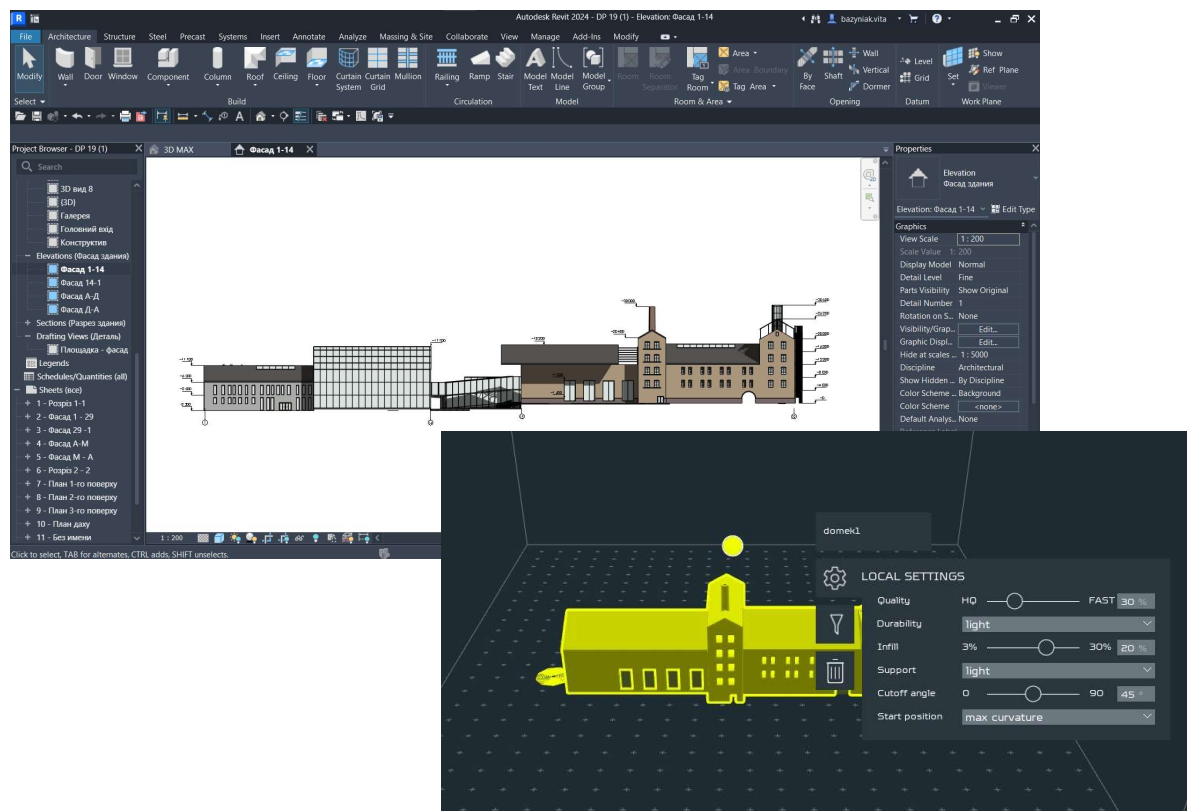 Autodesk Revit 2024 - DP 19 (1) - Elevation: Фасад 1-14
bazyniak.vita
File Architecture Structure Steel Precast Systems Insert Annotate Analyze Massing & Site Collaborate View Manage Add-Ins Modify
Modify Wall Door Window Component Column Roof Ceiling Floor Curtain System Curtain Grid Mullion Railing Ramp Stair Model Text Model Line Model Group Room Room Separator Tag Room
Area
Area Boundary
Tag Area
By Face Shaft
Wall
Vertical
Dormer
Level
Grid
Set
Show
Ref Plane
Viewer
Select Build Circulation Model Room & Area Opening Datum Work Plane
Project Browser - DP 19 (1)
Search
3D вид 8
(3D)
Галерея
Головний вхід
Конструктив
Elevations (Фасад здания)
Фасад 1-14
Фасад 14-1
Фасад А-Д
Фасад Д-А
Sections (Разрез здания)
Drafting Views (Деталь)
Площадка - фасад
Legends
Schedules/Quantities (all)
Sheets (все)
1 - Розріз 1-1
2 - Фасад 1 - 29
3 - Фасад 29 -1
4 - Фасад А-М
5 - Фасад М - А
6 - Розріз 2 - 2
7 - План 1-го поверху
8 - План 2-го поверху
9 - План 3-го поверху
10 - План даху
11 - Без имени
3D MAX
Фасад 1-14
1 : 200
Click to select, TAB for alternates, CTRL adds, SHIFT unselects.
Properties
Elevation
Фасад здания
Elevation: Фасад 1-14 Edit Type
Graphics
View Scale 1 : 200
Scale Value 1: 200
Display Model Normal
Detail Level Fine
Parts Visibility Show Original
Detail Number 1
Rotation on S... None
Visibility/Grap... Edit...
Graphic Displ... Edit...
Hide at scales ... 1 : 5000
Discipline Architectural
Show Hidden ... By Discipline
Color Scheme ... Background
Color Scheme <none>
Default Analys... None
domek1
LOCAL SETTINGS
Quality HQ FAST 30 %
Durability light
Infill 3% 30% 20 %
Support light
Cutoff angle 0 90 45 °
Start position max curvature